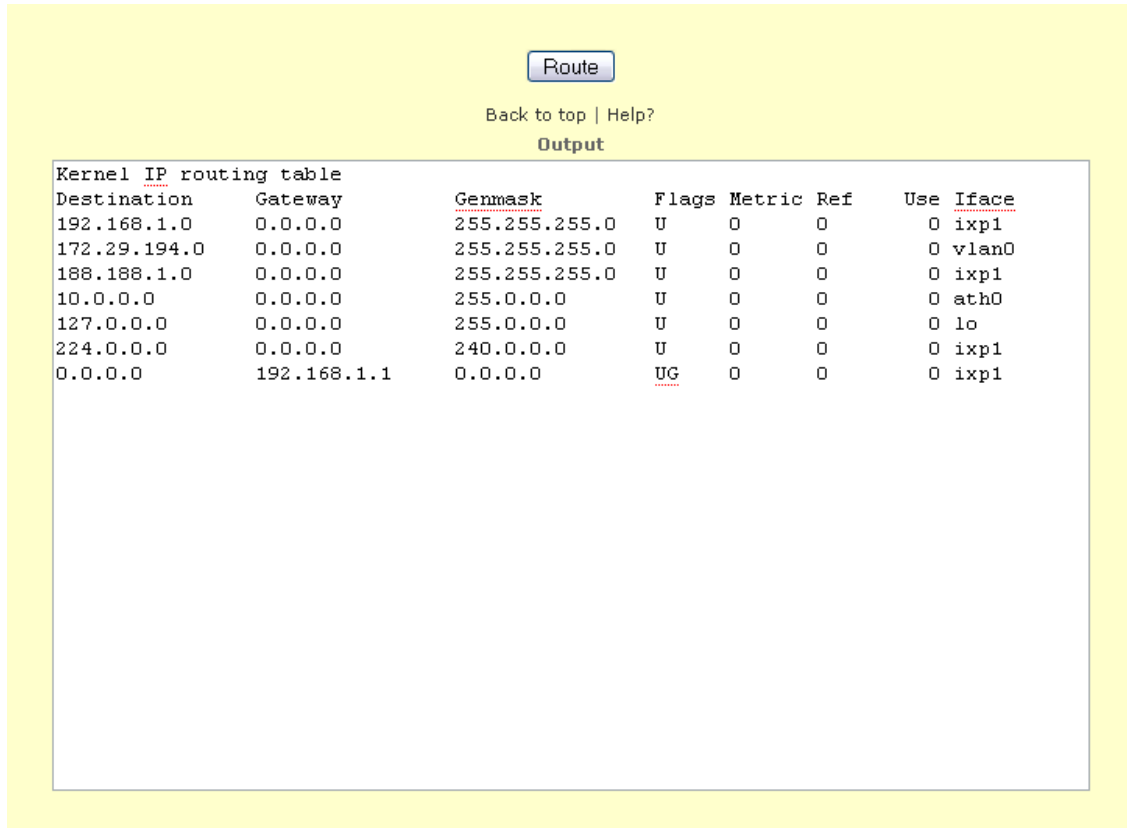 Route
Back to top | Help?
Output
Kernel IP routing table
Destination Gateway Genmask Flags Metric Ref Use Iface
192.168.1.0 0.0.0.0 255.255.255.0 U 0 0 0 ixp1
172.29.194.0 0.0.0.0 255.255.255.0 U 0 0 0 vlan0
188.188.1.0 0.0.0.0 255.255.255.0 U 0 0 0 ixp1
10.0.0.0 0.0.0.0 255.0.0.0 U 0 0 0 ath0
127.0.0.0 0.0.0.0 255.0.0.0 U 0 0 0 lo
224.0.0.0 0.0.0.0 240.0.0.0 U 0 0 0 ixp1
0.0.0.0 192.168.1.1 0.0.0.0 UG 0 0 0 ixp1